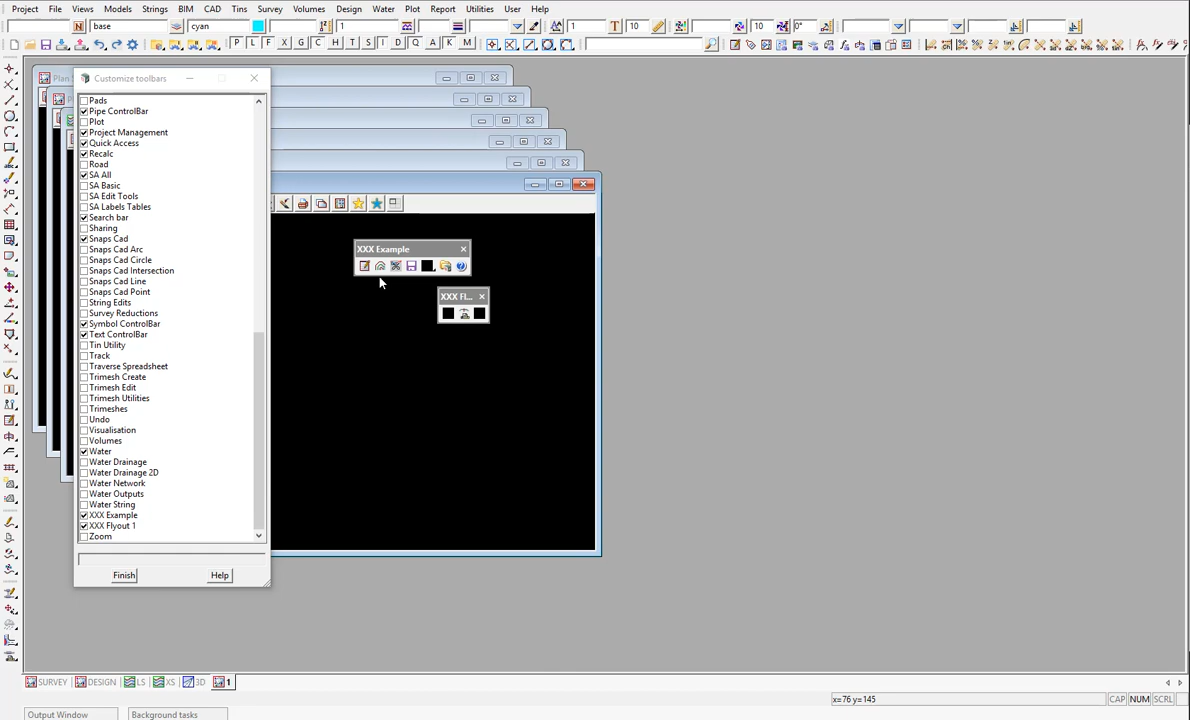 Project File Views Models Strings BIM CAD Tins Survey Volumes Design Water Plot Report Utilities User Help
base cyan 1 1 10 10 0°
P L F X G C H T S I D Q A K M
Plan
Customize toolbars
Pads
Pipe ControlBar
Plot
Project Management
Quick Access
Recalc
Road
SA All
SA Basic
SA Edit Tools
SA Labels Tables
Search bar
Sharing
Snaps Cad
Snaps Cad Arc
Snaps Cad Circle
Snaps Cad Intersection
Snaps Cad Line
Snaps Cad Point
String Edits
Survey Reductions
Symbol ControlBar
Text ControlBar
Tin Utility
Track
Traverse Spreadsheet
Trimesh Create
Trimesh Edit
Trimesh Utilities
Trimeshes
Undo
Visualisation
Volumes
Water
Water Drainage
Water Drainage 2D
Water Network
Water Outputs
Water String
XXX Example
XXX Flyout 1
Zoom
Finish Help
XXX Example
XXX Fl...
SURVEY DESIGN LS XS 3D 1
x=76 y=145 CAP NUM SCRL
Output Window Background tasks